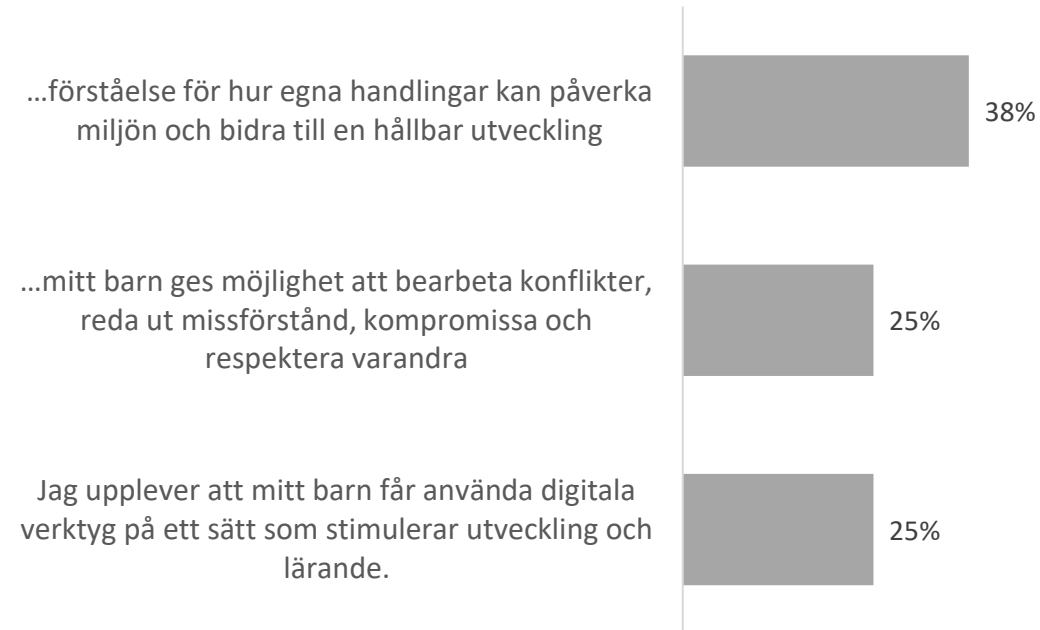 ...förståelse för hur egna handlingar kan påverka
miljön och bidra till en hållbar utveckling
38%
...mitt barn ges möjlighet att bearbeta konflikter,
reda ut missförstånd, kompromissa och
respektera varandra
25%
Jag upplever att mitt barn får använda digitala
verktyg på ett sätt som stimulerar utveckling och
lärande.
25%